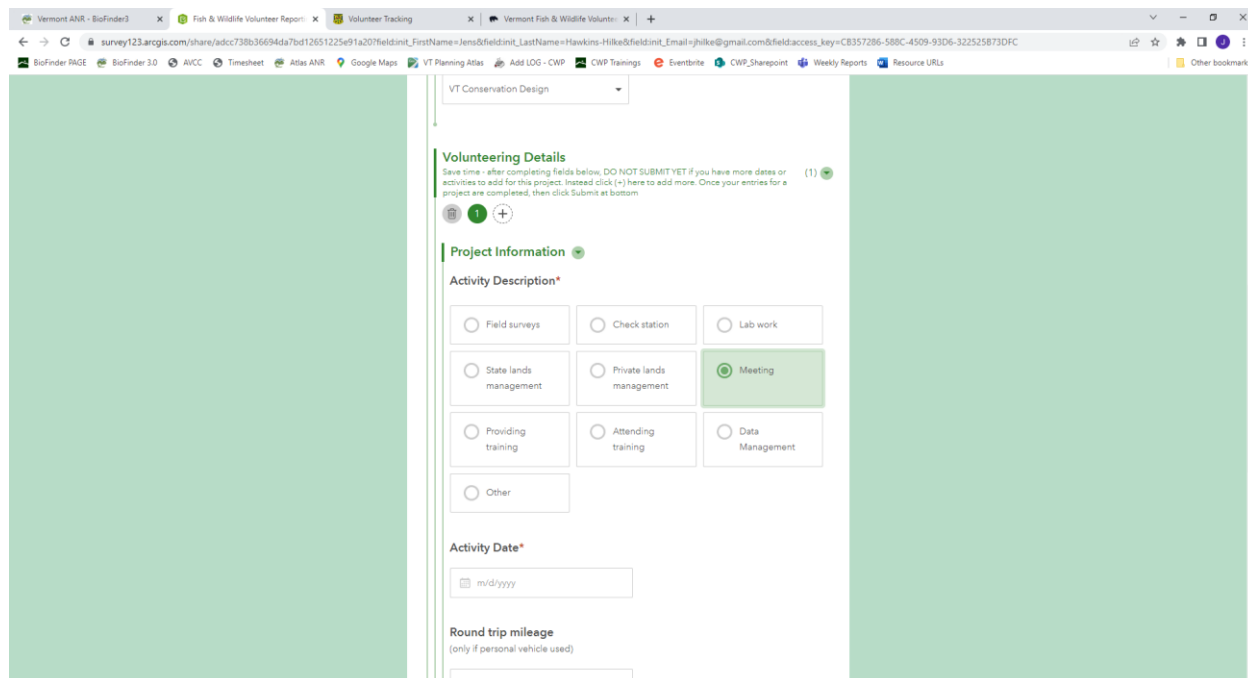 Vermont ANR - BioFinder3
Fish & Wildlife Volunteer Reporti
Volunteer Tracking
Vermont Fish & Wildlife Voluntee
survey123.arcgis.com/share/adcc738b36694da7bd12651225e91a20?field:init_FirstName=Jens&field:init_LastName=Hawkins-Hilke&field:init_Email=jhilke@gmail.com&field:access_key=CB357286-588C-4509-93D6-322525B73DFC
J
BioFinder PAGE BioFinder 3.0 AVCC Timesheet Atlas ANR Google Maps VT Planning Atlas Add LOG - CWP CWP Trainings Eventbrite CWP_Sharepoint Weekly Reports Resource URLs Other bookmark
VT Conservation Design
Volunteering Details
Save time - after completing fields below, DO NOT SUBMIT YET if you have more dates or (1)
activities to add for this project. Instead click (+) here to add more. Once your entries for a
project are completed, then click Submit at bottom
1
Project Information
Activity Description*
Field surveys Check station Lab work
State lands Private lands Meeting
management management
Providing Attending Data
training training Management
Other
Activity Date*
m/d/yyyy
Round trip mileage
(only if personal vehicle used)